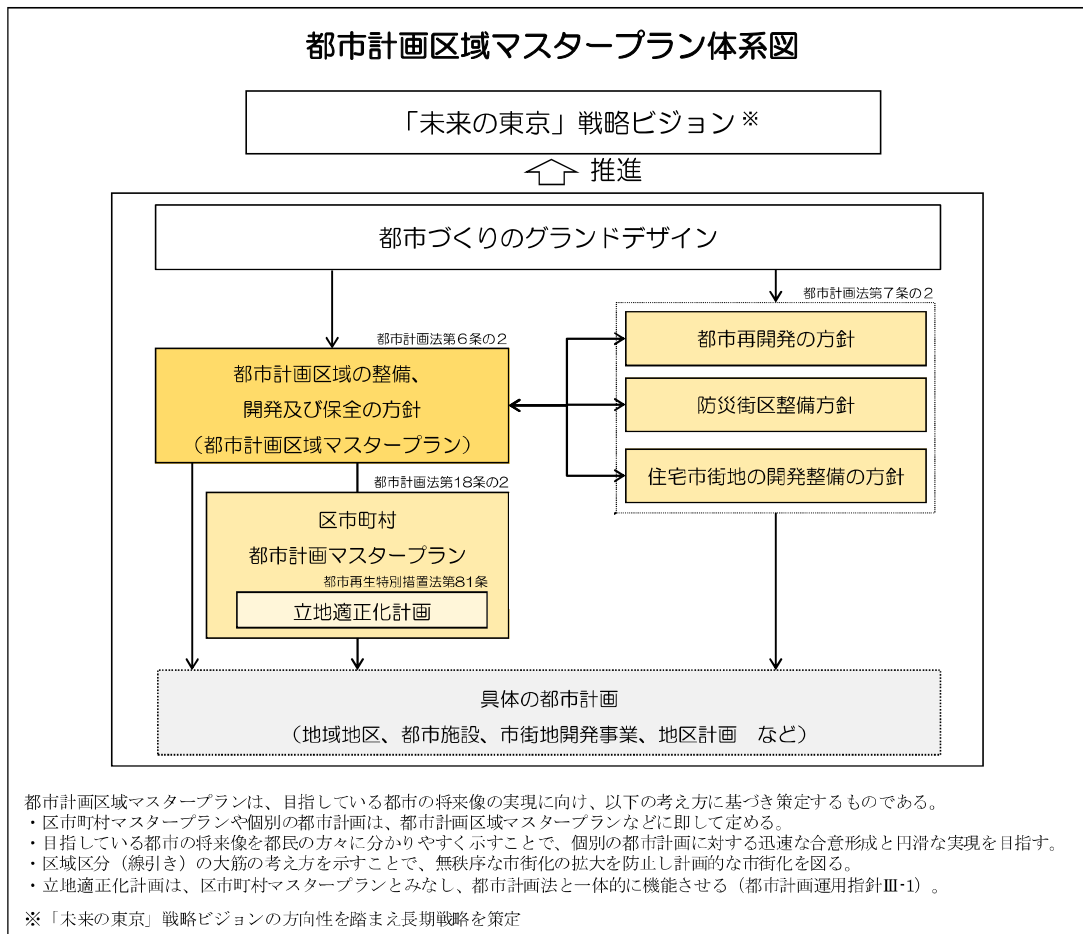 都市計画区域マスタープラン体系図
「未来の東京」戦略ビジョン※
推進
都市づくりのグランドデザイン
都市計画法第7条の2
都市計画法第6条の2
都市計画区域の整備、
開発及び保全の方針
（都市計画区域マスタープラン）
都市再開発の方針
防災街区整備方針
住宅市街地の開発整備の方針
都市計画法第18条の2
区市町村
都市計画マスタープラン
都市再生特別措置法第81条
立地適正化計画
具体の都市計画
（地域地区、都市施設、市街地開発事業、地区計画　など）
都市計画区域マスタープランは、目指している都市の将来像の実現に向け、以下の考え方に基づき策定するものである。
・区市町村マスタープランや個別の都市計画は、都市計画区域マスタープランなどに即して定める。
・目指している都市の将来像を都民の方々に分かりやすく示すことで、個別の都市計画に対する迅速な合意形成と円滑な実現を目指す。
・区域区分（線引き）の大筋の考え方を示すことで、無秩序な市街化の拡大を防止し計画的な市街化を図る。
・立地適正化計画は、区市町村マスタープランとみなし、都市計画法と一体的に機能させる（都市計画運用指針Ⅲ-1）。
※「未来の東京」戦略ビジョンの方向性を踏まえ長期戦略を策定